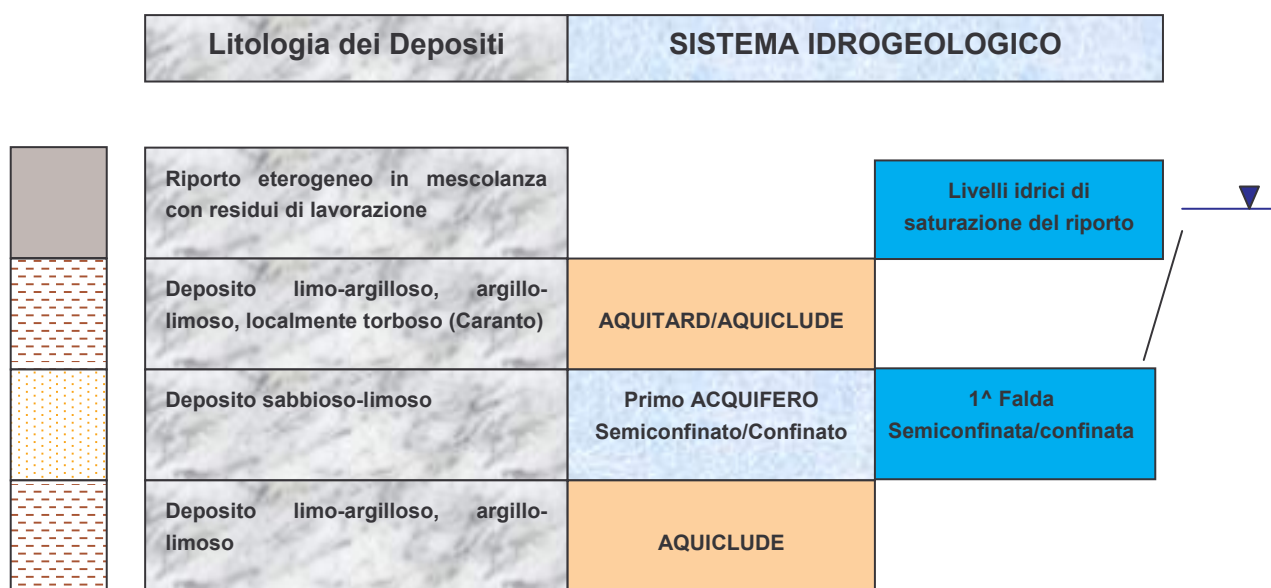 Litologia dei Depositi
SISTEMA IDROGEOLOGICO
Riporto eterogeneo in mescolanza
con residui di lavorazione
Livelli idrici di
saturazione del riporto
Deposito limo-argilloso, argillo-
limoso, localmente torboso (Caranto)
AQUITARD/AQUICLUDE
Deposito sabbioso-limoso
Primo ACQUIFERO
Semiconfinato/Confinato
1^ Falda
Semiconfinata/confinata
Deposito limo-argilloso, argillo-
limoso
AQUICLUDE